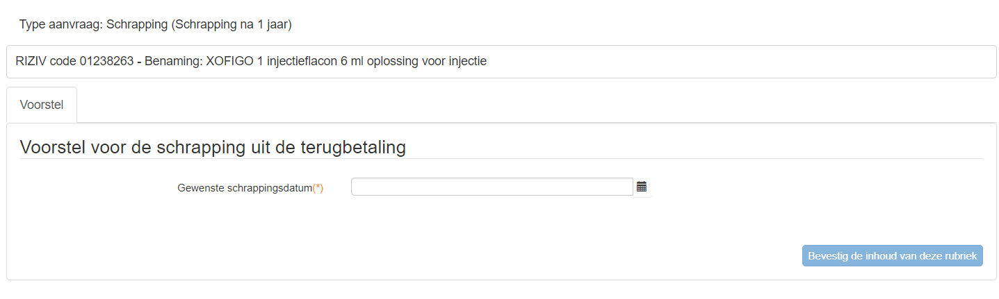 Type aanvraag: Schrapping (Schrapping na 1 jaar)
RIZIV code 01238263 - Benaming: XOFIGO 1 injectieflacon 6 ml oplossing voor injectie
Voorstel
Voorstel voor de schrapping uit de terugbetaling
Gewenste schrappingsdatum(*)
Bevestig de inhoud van deze rubriek